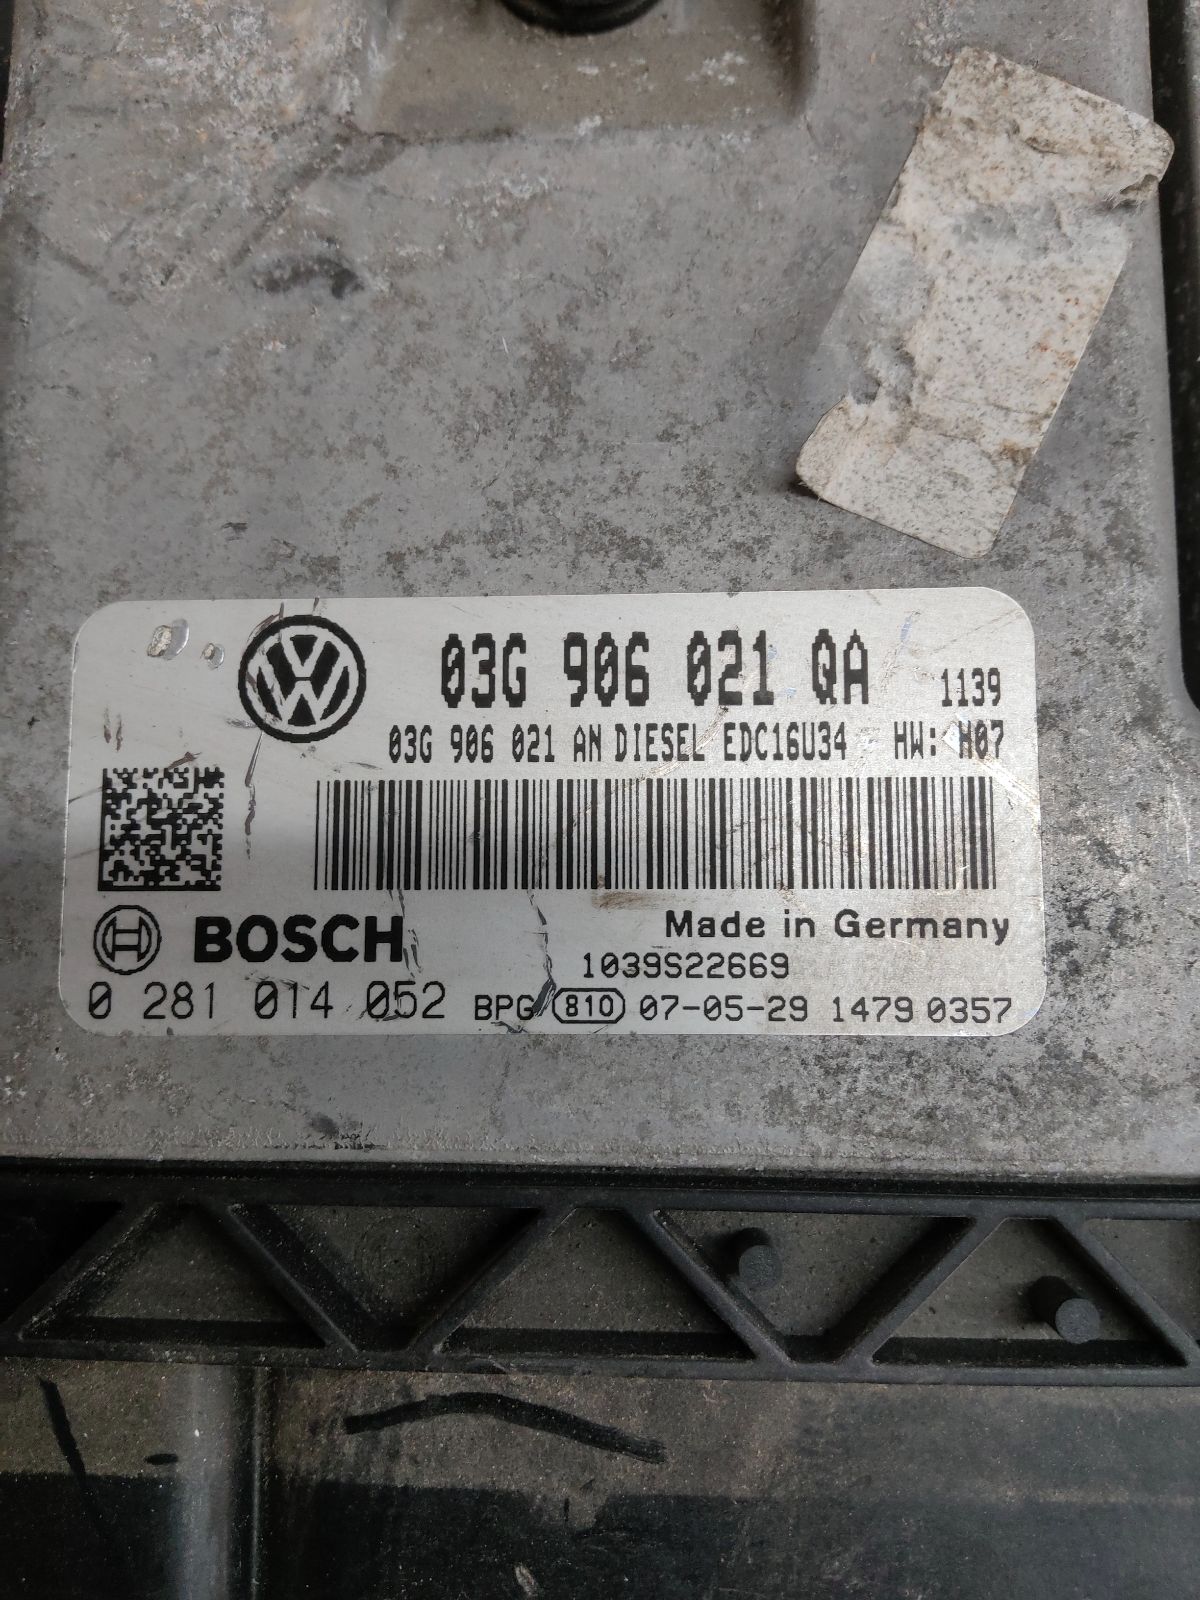 03G 906 021 QA 1139
03G 906 021 AN DIESEL EDC16U34 HW: H07
BOSCH
Made in Germany
1039S22669
0 281 014 052 BPG 810 07-05-29 1479 0357